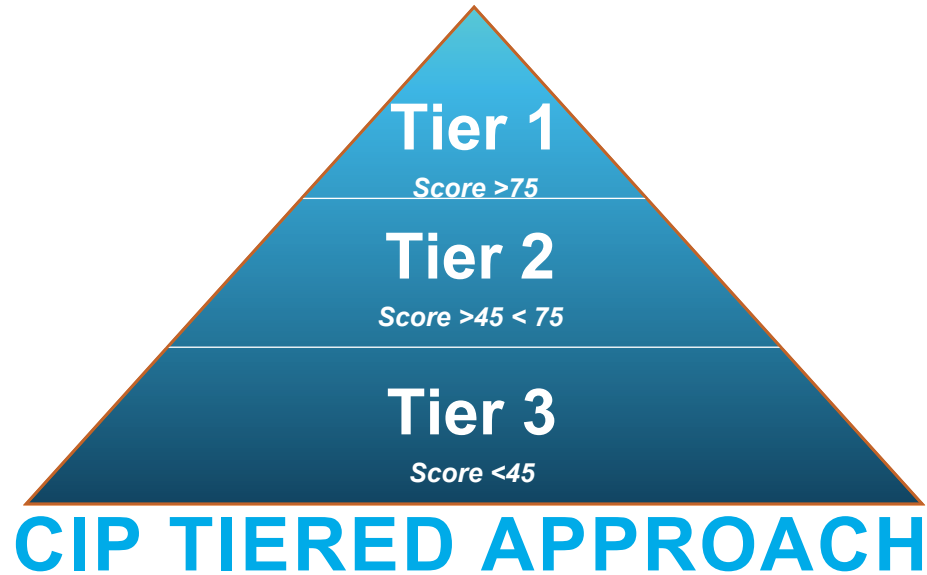 Tier 1
Score >75
Tier 2
Score >45 < 75
Tier 3
Score <45
CIP TIERED APPROACH